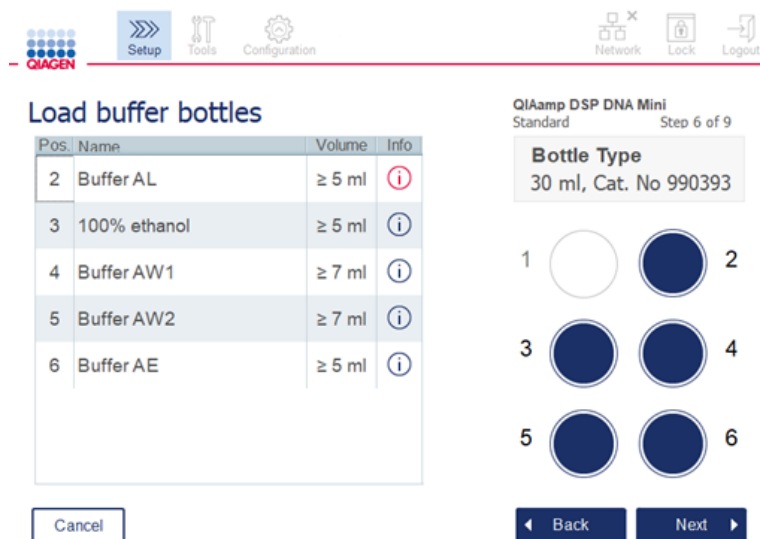 QIAGEN
Setup
Tools
Configuration
Network
Lock
Logout
Load buffer bottles
Pos. Name Volume Info
2 Buffer AL ≥ 5 ml i
3 100% ethanol ≥ 5 ml i
4 Buffer AW1 ≥ 7 ml i
5 Buffer AW2 ≥ 7 ml i
6 Buffer AE ≥ 5 ml i
QIAamp DSP DNA Mini
Standard Step 6 of 9
Bottle Type
30 ml, Cat. No 990393
1 2
3 4
5 6
Cancel
Back
Next